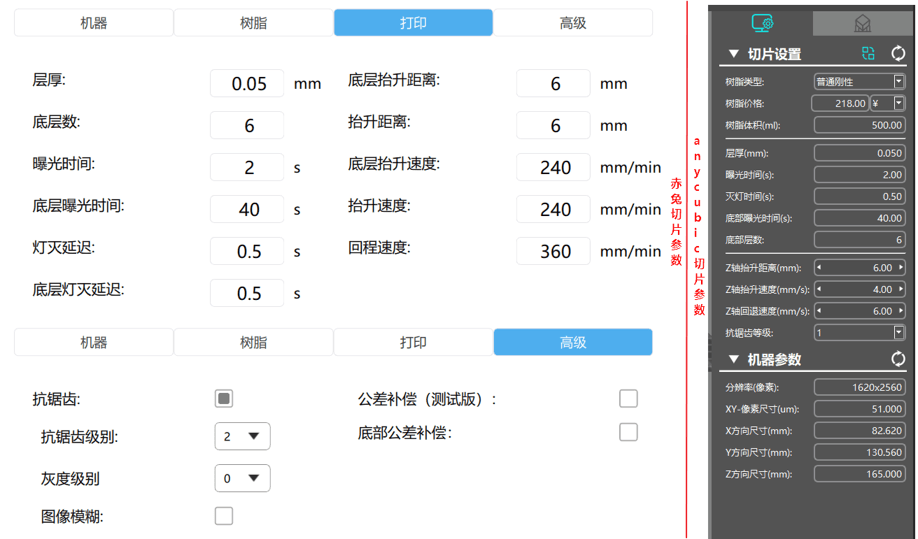 机器 树脂 打印 高级
层厚: 0.05 mm 底层抬升距离: 6 mm
底层数: 6 抬升距离: 6 mm
曝光时间: 2 s 底层抬升速度: 240 mm/min
底层曝光时间: 40 s 抬升速度: 240 mm/min
灯灭延迟: 0.5 s 回程速度: 360 mm/min
底层灯灭延迟: 0.5 s
机器 树脂 打印 高级
抗锯齿: 公差补偿（测试版）:
抗锯齿级别: 2 底部公差补偿:
灰度级别 0
图像模糊:
赤兔切片参数
anycubic切片参数
切片设置
树脂类型: 普通刚性
树脂价格: 218.00 ¥
树脂体积(ml): 500.00
层厚(mm): 0.050
曝光时间(s): 2.00
灭灯时间(s): 0.50
底部曝光时间(s): 40.00
底部层数: 6
Z轴抬升距离(mm): 6.00
Z轴抬升速度(mm/s): 4.00
Z轴回退速度(mm/s): 6.00
抗锯齿等级: 1
机器参数
分辨率(像素): 1620x2560
XY-像素尺寸(um): 51.000
X方向尺寸(mm): 82.620
Y方向尺寸(mm): 130.560
Z方向尺寸(mm): 165.000